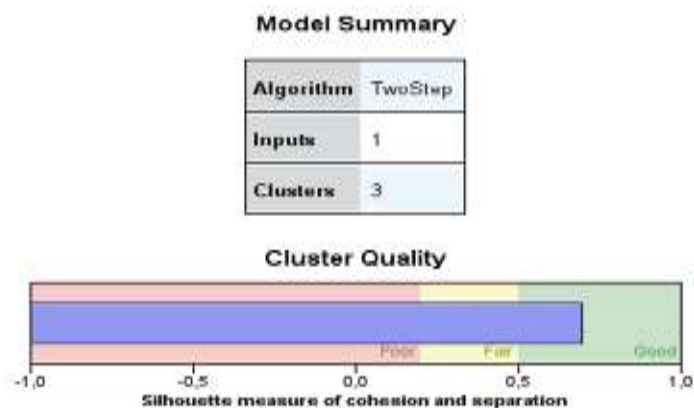 Model Summary
Algorithm TwoStep
Inputs 1
Clusters 3
Cluster Quality
Poor Fair Good
-1,0 -0,5 0,0 0,5 1,0
Silhouette measure of cohesion and separation